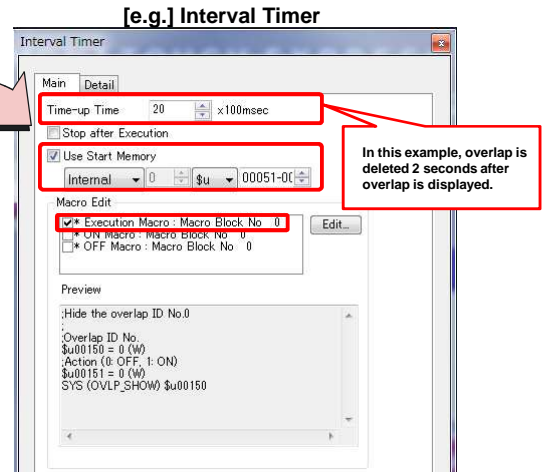 [e.g.] Interval Timer
Interval Timer
Main Detail
Time-up Time 20 x100msec
Stop after Execution
Use Start Memory
Internal 0 $u 00051-00
In this example, overlap is
deleted 2 seconds after
overlap is displayed.
Macro Edit
* Execution Macro : Macro Block No 0
Edit...
* ON Macro : Macro Block No 0
* OFF Macro : Macro Block No 0
Preview
;Hide the overlap ID No.0
;
;Overlap ID No.
$u00150 = 0 (W)
;Action (0: OFF, 1: ON)
$u00151 = 0 (W)
SYS (OVLP_SHOW) $u00150